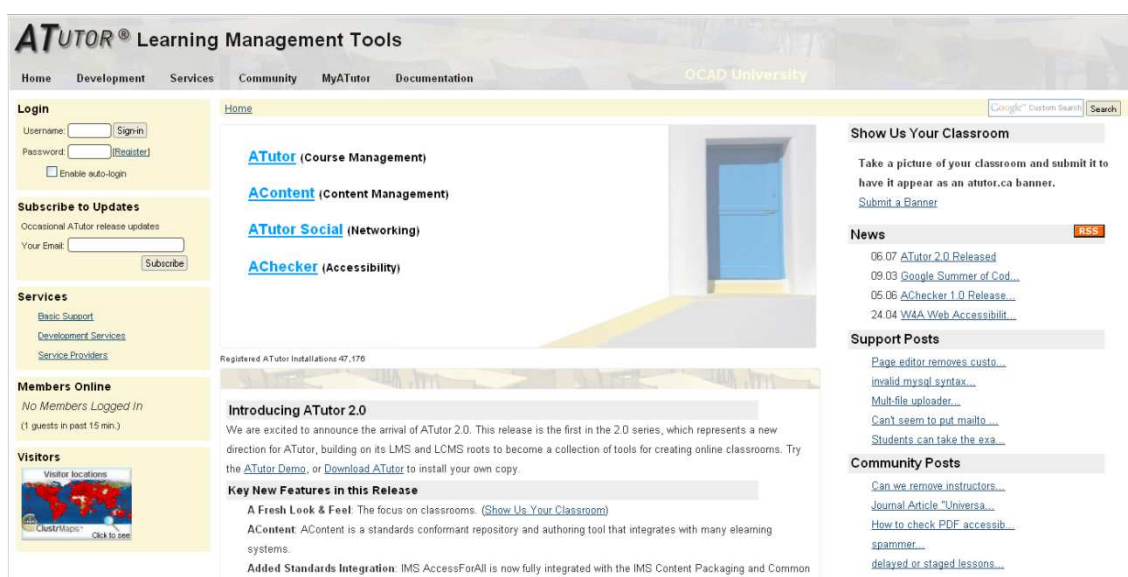 ATUTOR ® Learning Management Tools
Home Development Services Community MyATutor Documentation
OCAD University
Login
Username: Sign-in
Password: [Register]
Enable auto-login
Subscribe to Updates
Occasional ATutor release updates
Your Email:
Subscribe
Services
Basic Support
Development Services
Service Providers
Members Online
No Members Logged In
(1 guests in past 15 min.)
Visitors
Visitor locations
ClustrMaps™
Click to see
Home
Google™ Custom Search Search
ATutor (Course Management)
AContent (Content Management)
ATutor Social (Networking)
AChecker (Accessibility)
Registered ATutor Installations 47,176
Introducing ATutor 2.0
We are excited to announce the arrival of ATutor 2.0. This release is the first in the 2.0 series, which represents a new
direction for ATutor, building on its LMS and LCMS roots to become a collection of tools for creating online classrooms. Try
the ATutor Demo, or Download ATutor to install your own copy.
Key New Features in this Release
A Fresh Look & Feel: The focus on classrooms. (Show Us Your Classroom)
AContent: AContent is a standards conformant repository and authoring tool that integrates with many elearning
systems.
Added Standards Integration: IMS AccessForAll is now fully integrated with the IMS Content Packaging and Common
Show Us Your Classroom
Take a picture of your classroom and submit it to
have it appear as an atutor.ca banner.
Submit a Banner
News RSS
06.07 ATutor 2.0 Released
09.03 Google Summer of Cod...
05.06 AChecker 1.0 Release...
24.04 W4A Web Accessibilit...
Support Posts
Page editor removes custo...
invalid mysql syntax...
Mult-file uploader...
Can't seem to put mailto ...
Students can take the exa...
Community Posts
Can we remove instructors...
Journal Article "Universa...
How to check PDF accessib...
spammer...
delayed or staged lessons...